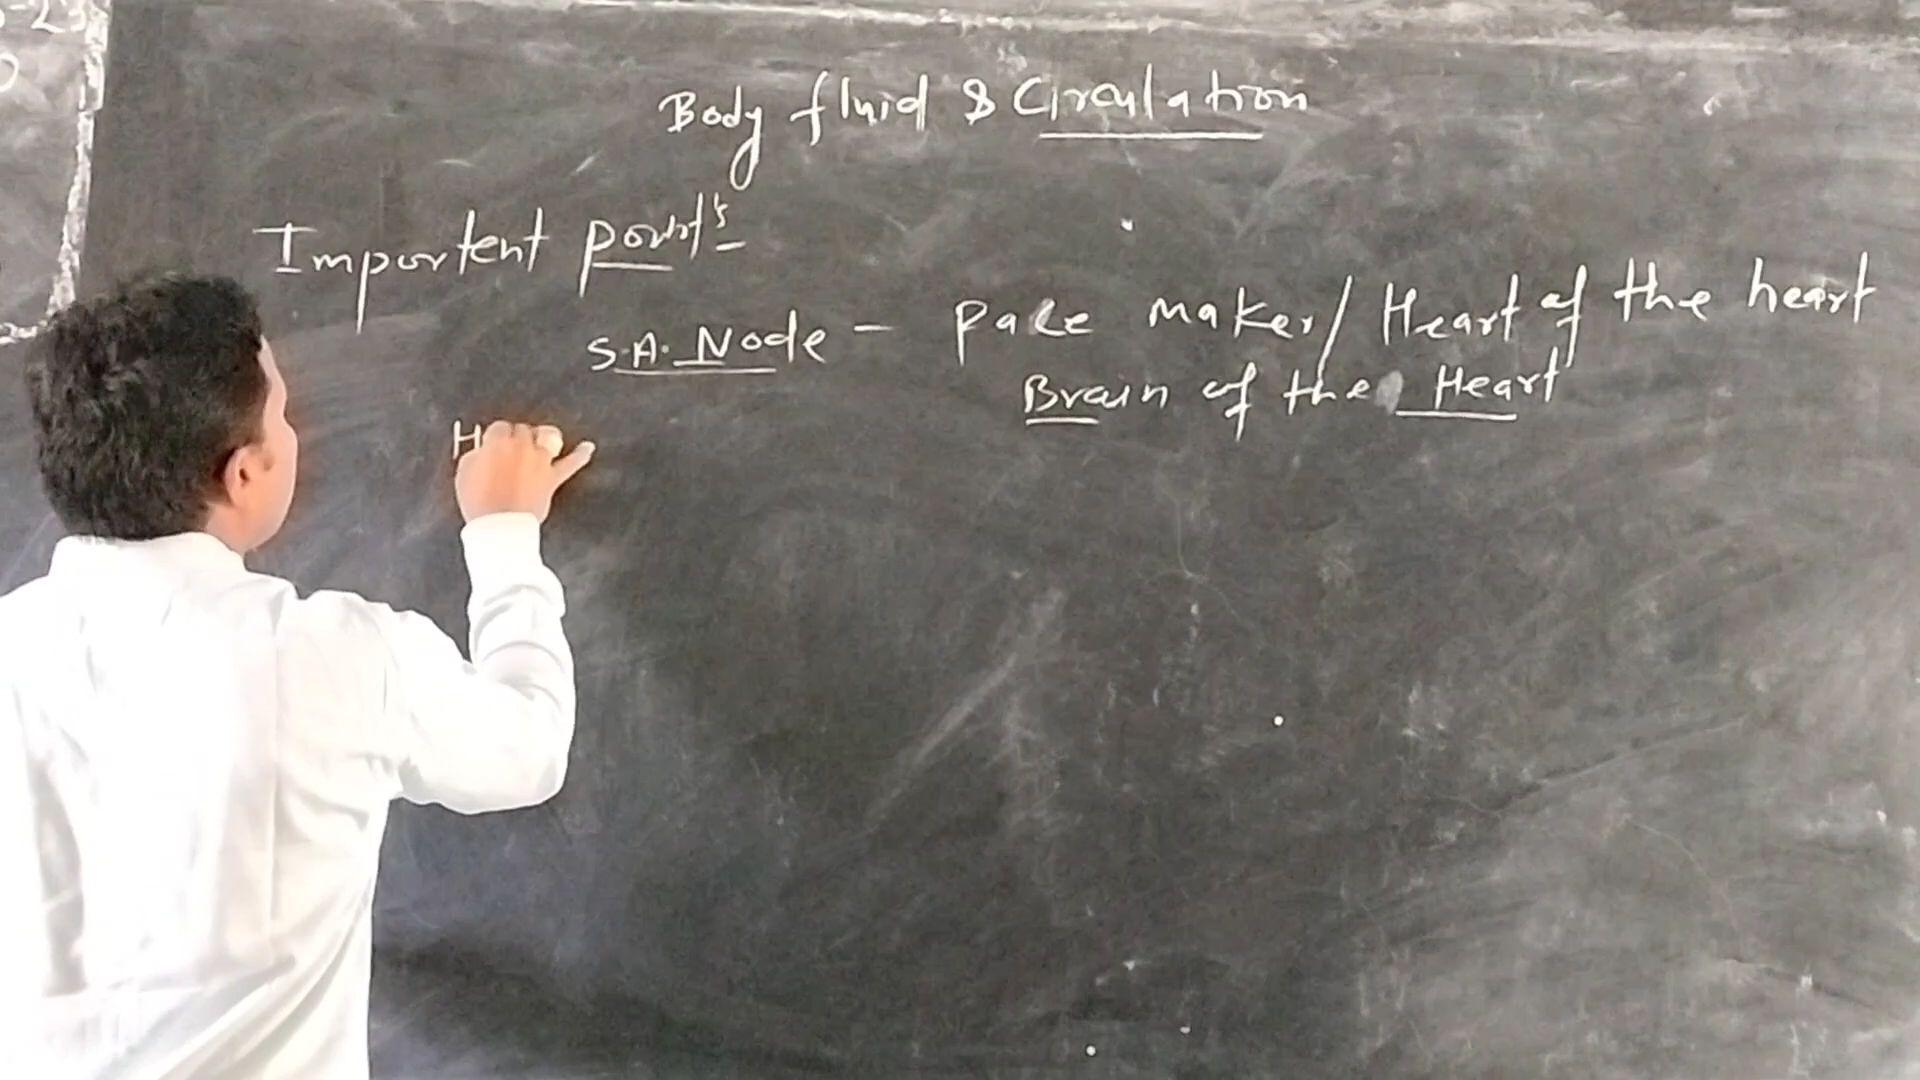 Body fluid & Circulation
Importent point's
S.A. Node - Pace maker/ Heart of the heart
Brain of the Heart
H